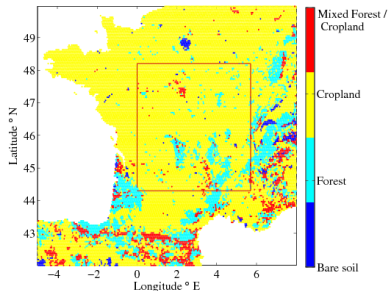 49
48
47
46
45
44
43
Latitude ° N
−4
−2
0
2
4
6
Longitude ° E
Mixed Forest /
Cropland
Cropland
Forest
Bare soil